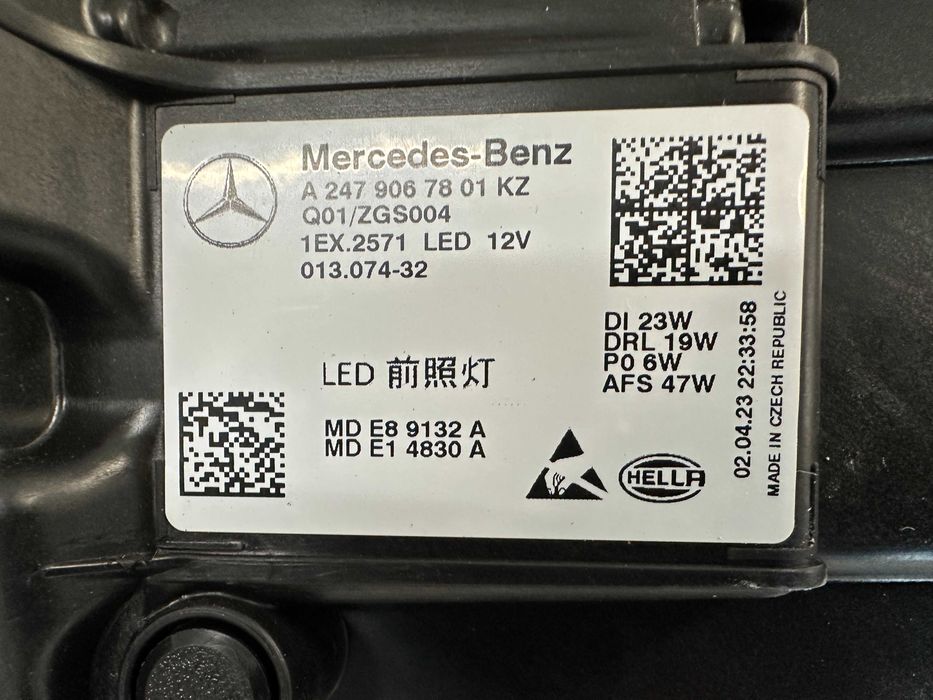 Mercedes-Benz
A 247 906 78 01 KZ
Q01/ZGS004
1EX.2571 LED 12V
013.074-32
DI 23W
DRL 19W
P0 6W
AFS 47W
LED 前照灯
MD E8 9132 A
MD E1 4830 A
HELLA
02.04.23 22:33:58
MADE IN CZECH REPUBLIC